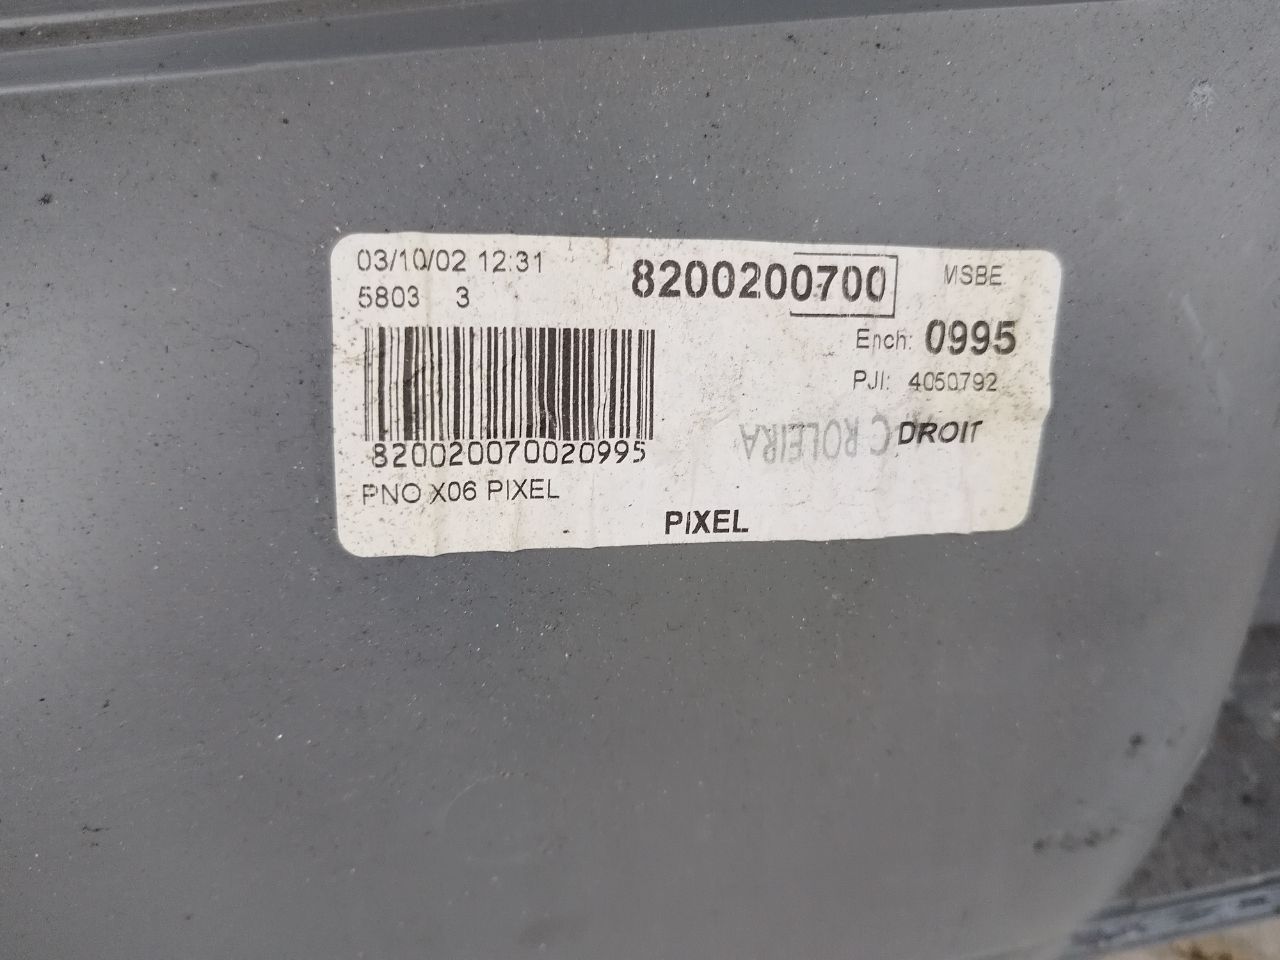 03/10/02 12:31
8200200700
MSBE
5803 3
Ench: 0995
PJI: 4050792
DROIT
820020070020995
PNO X06 PIXEL
PIXEL